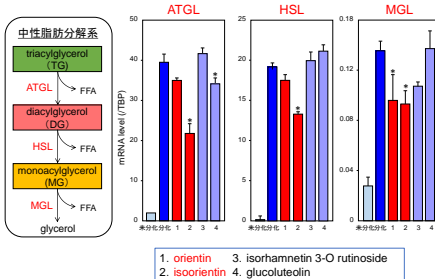 中性脂肪分解系
triacylglycerol
（TG）
ATGL
FFA
diacylglycerol
（DG）
HSL
FFA
monoacylglycerol
(MG)
MGL
FFA
glycerol
mRNA level (/TBP)
ATGL
50
40
30
20
10
0
*
*
未分化 分化 1 2 3 4
HSL
25
20
15
10
5
0
*
未分化 分化 1 2 3 4
MGL
0.18
0.12
0.06
0
*
*
未分化 分化 1 2 3 4
1. orientin 3. isorhamnetin 3-O rutinoside
2. isoorientin 4. glucoluteolin